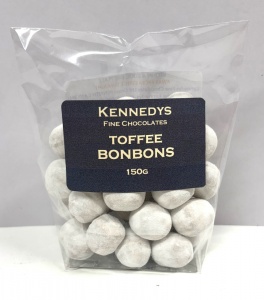 KENNEDYS
FINE CHOCOLATES
TOFFEE
BONBONS
150G